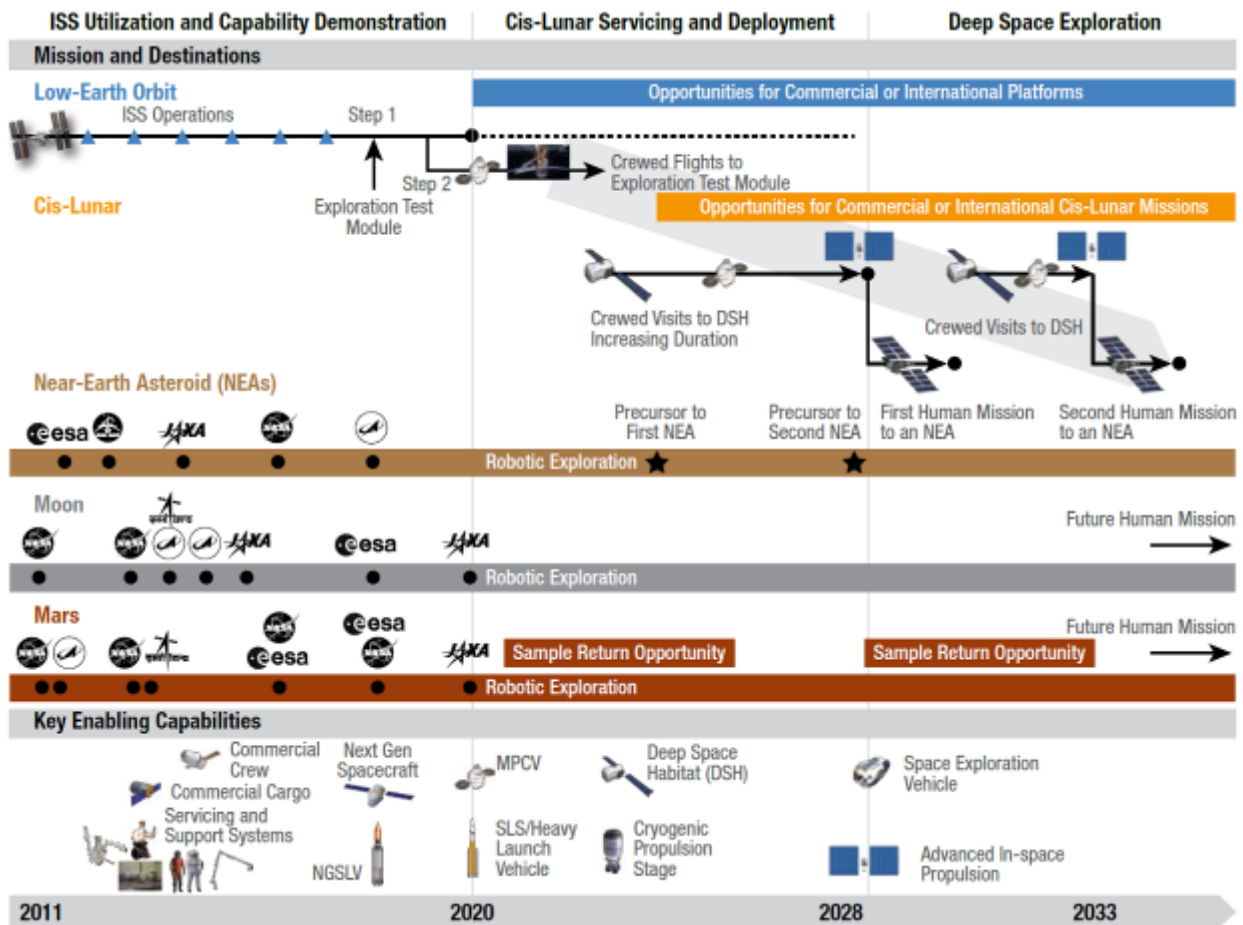 ISS Utilization and Capability Demonstration
Cis-Lunar Servicing and Deployment
Deep Space Exploration
Mission and Destinations
Low-Earth Orbit
Opportunities for Commercial or International Platforms
ISS Operations
Step 1
Step 2
Crewed Flights to
Exploration Test Module
Exploration Test
Module
Cis-Lunar
Opportunities for Commercial or International Cis-Lunar Missions
Crewed Visits to DSH
Increasing Duration
Crewed Visits to DSH
Near-Earth Asteroid (NEAs)
Precursor to
First NEA
Precursor to
Second NEA
First Human Mission
to an NEA
Second Human Mission
to an NEA
esa
JAXA
NASA
Robotic Exploration
Moon
Future Human Mission
NASA
NASA
JAXA
esa
JAXA
Robotic Exploration
Mars
Future Human Mission
NASA
esa
NASA
NASA
esa
NASA
JAXA
Sample Return Opportunity
Sample Return Opportunity
Robotic Exploration
Key Enabling Capabilities
Commercial
Crew
Commercial Cargo
Servicing and
Support Systems
Next Gen
Spacecraft
NGSLV
MPCV
SLS/Heavy
Launch
Vehicle
Deep Space
Habitat (DSH)
Cryogenic
Propulsion
Stage
Space Exploration
Vehicle
Advanced In-space
Propulsion
2011
2020
2028
2033